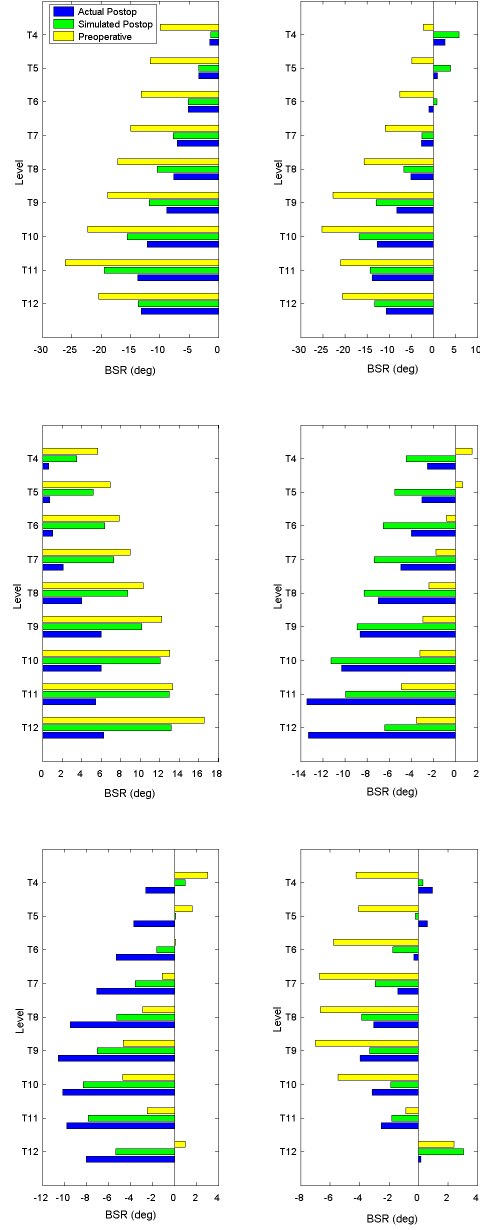 Actual Postop
Simulated Postop
Preoperative
T4
T5
T6
T7
T8
T9
T10
T11
T12
Level
-30 -25 -20 -15 -10 -5 0
BSR (deg)
T4
T5
T6
T7
T8
T9
T10
T11
T12
Level
-30 -25 -20 -15 -10 -5 0 5 10
BSR (deg)
T4
T5
T6
T7
T8
T9
T10
T11
T12
Level
0 2 4 6 8 10 12 14 16 18
BSR (deg)
T4
T5
T6
T7
T8
T9
T10
T11
T12
Level
-14 -12 -10 -8 -6 -4 -2 0 2
BSR (deg)
T4
T5
T6
T7
T8
T9
T10
T11
T12
Level
-12 -10 -8 -6 -4 -2 0 2 4
BSR (deg)
T4
T5
T6
T7
T8
T9
T10
T11
T12
Level
-8 -6 -4 -2 0 2 4
BSR (deg)